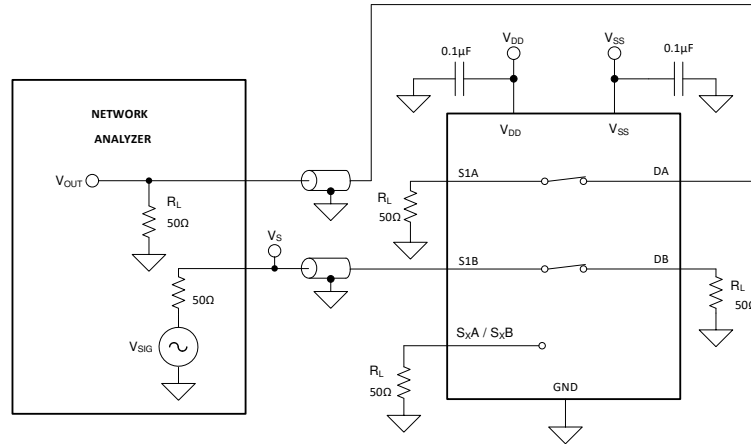 V_DD
V_SS
0.1µF
0.1µF
NETWORK
ANALYZER
V_DD
V_SS
V_OUT
S1A
DA
R_L
50Ω
R_L
50Ω
V_S
S1B
DB
50Ω
R_L
50Ω
S_XA / S_XB
V_SIG
R_L
50Ω
GND